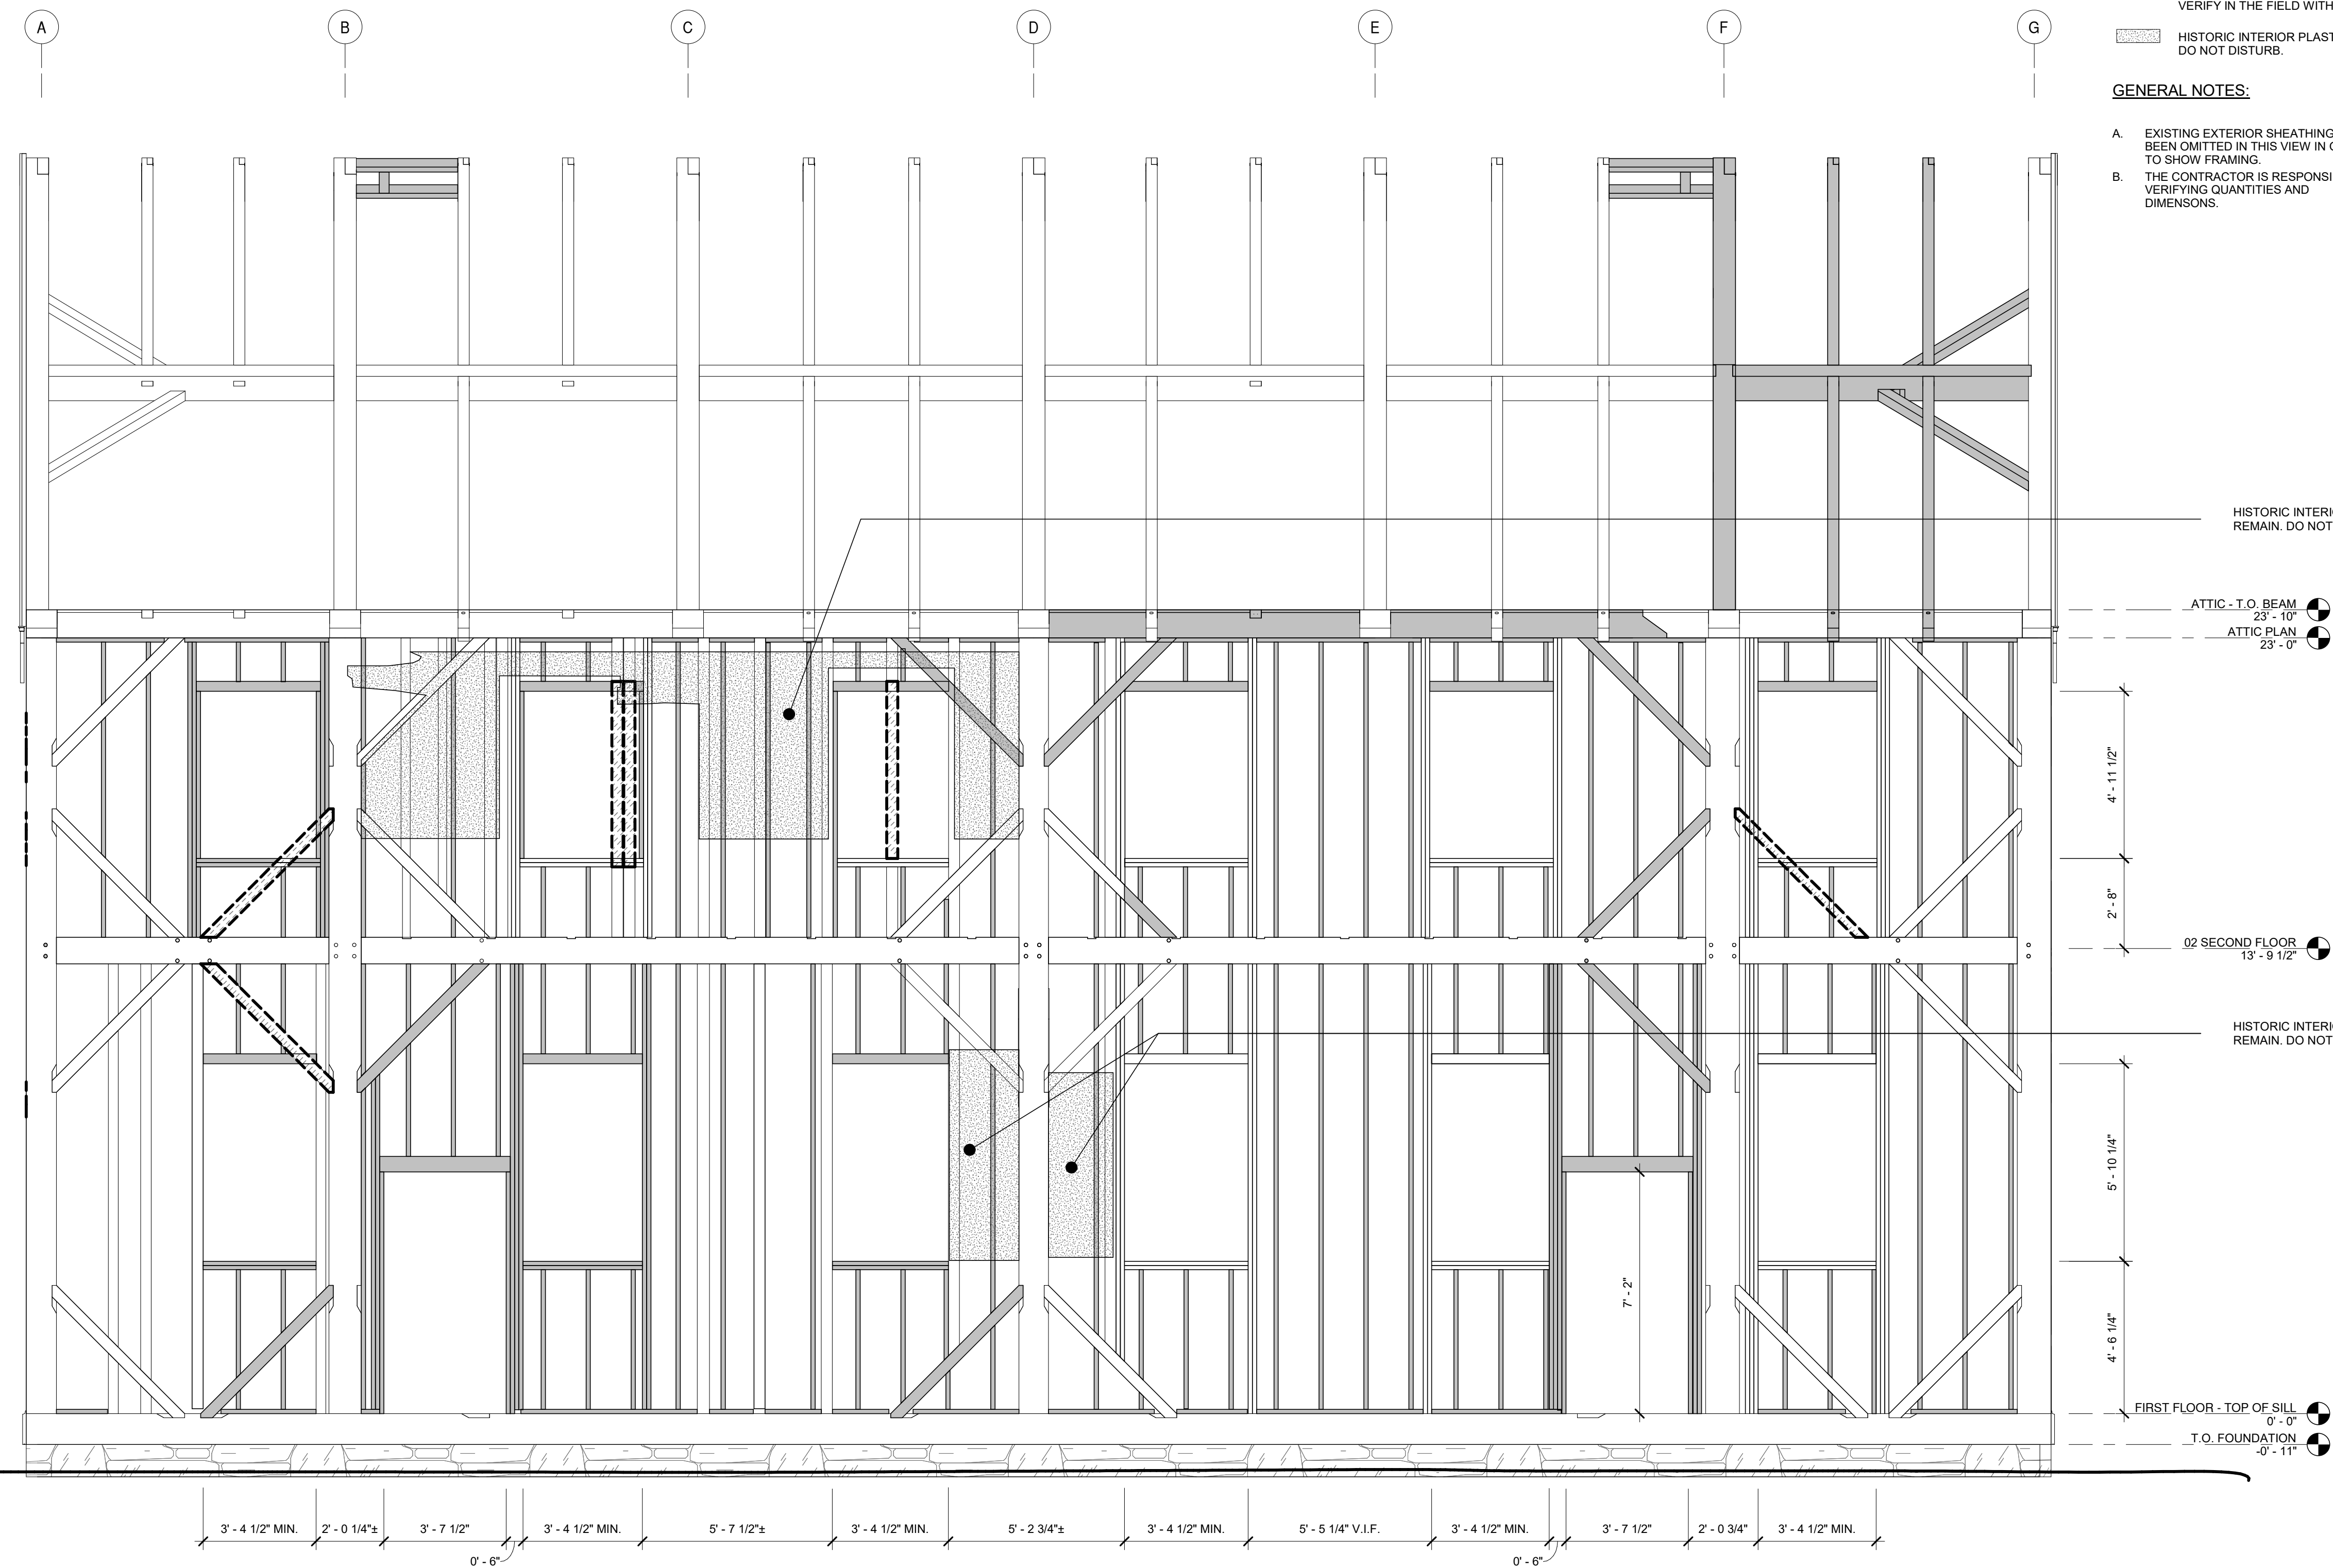 A
B
C
D
E
F
G
VERIFY IN THE FIELD WITH
HISTORIC INTERIOR PLAST
DO NOT DISTURB.
GENERAL NOTES:
A. EXISTING EXTERIOR SHEATHING
BEEN OMITTED IN THIS VIEW IN
TO SHOW FRAMING.
B. THE CONTRACTOR IS RESPONSI
VERIFYING QUANTITIES AND
DIMENSONS.
HISTORIC INTERI
REMAIN. DO NOT
ATTIC - T.O. BEAM
23' - 10"
ATTIC PLAN
23' - 0"
4' - 11 1/2"
2' - 8"
02 SECOND FLOOR
13' - 9 1/2"
HISTORIC INTERI
REMAIN. DO NOT
5' - 10 1/4"
7' - 2"
4' - 6 1/4"
FIRST FLOOR - TOP OF SILL
0' - 0"
T.O. FOUNDATION
-0' - 11"
3' - 4 1/2" MIN.
2' - 0 1/4"±
3' - 7 1/2"
0' - 6"
3' - 4 1/2" MIN.
5' - 7 1/2"±
3' - 4 1/2" MIN.
5' - 2 3/4"±
3' - 4 1/2" MIN.
5' - 5 1/4" V.I.F.
3' - 4 1/2" MIN.
0' - 6"
3' - 7 1/2"
2' - 0 3/4"
3' - 4 1/2" MIN.